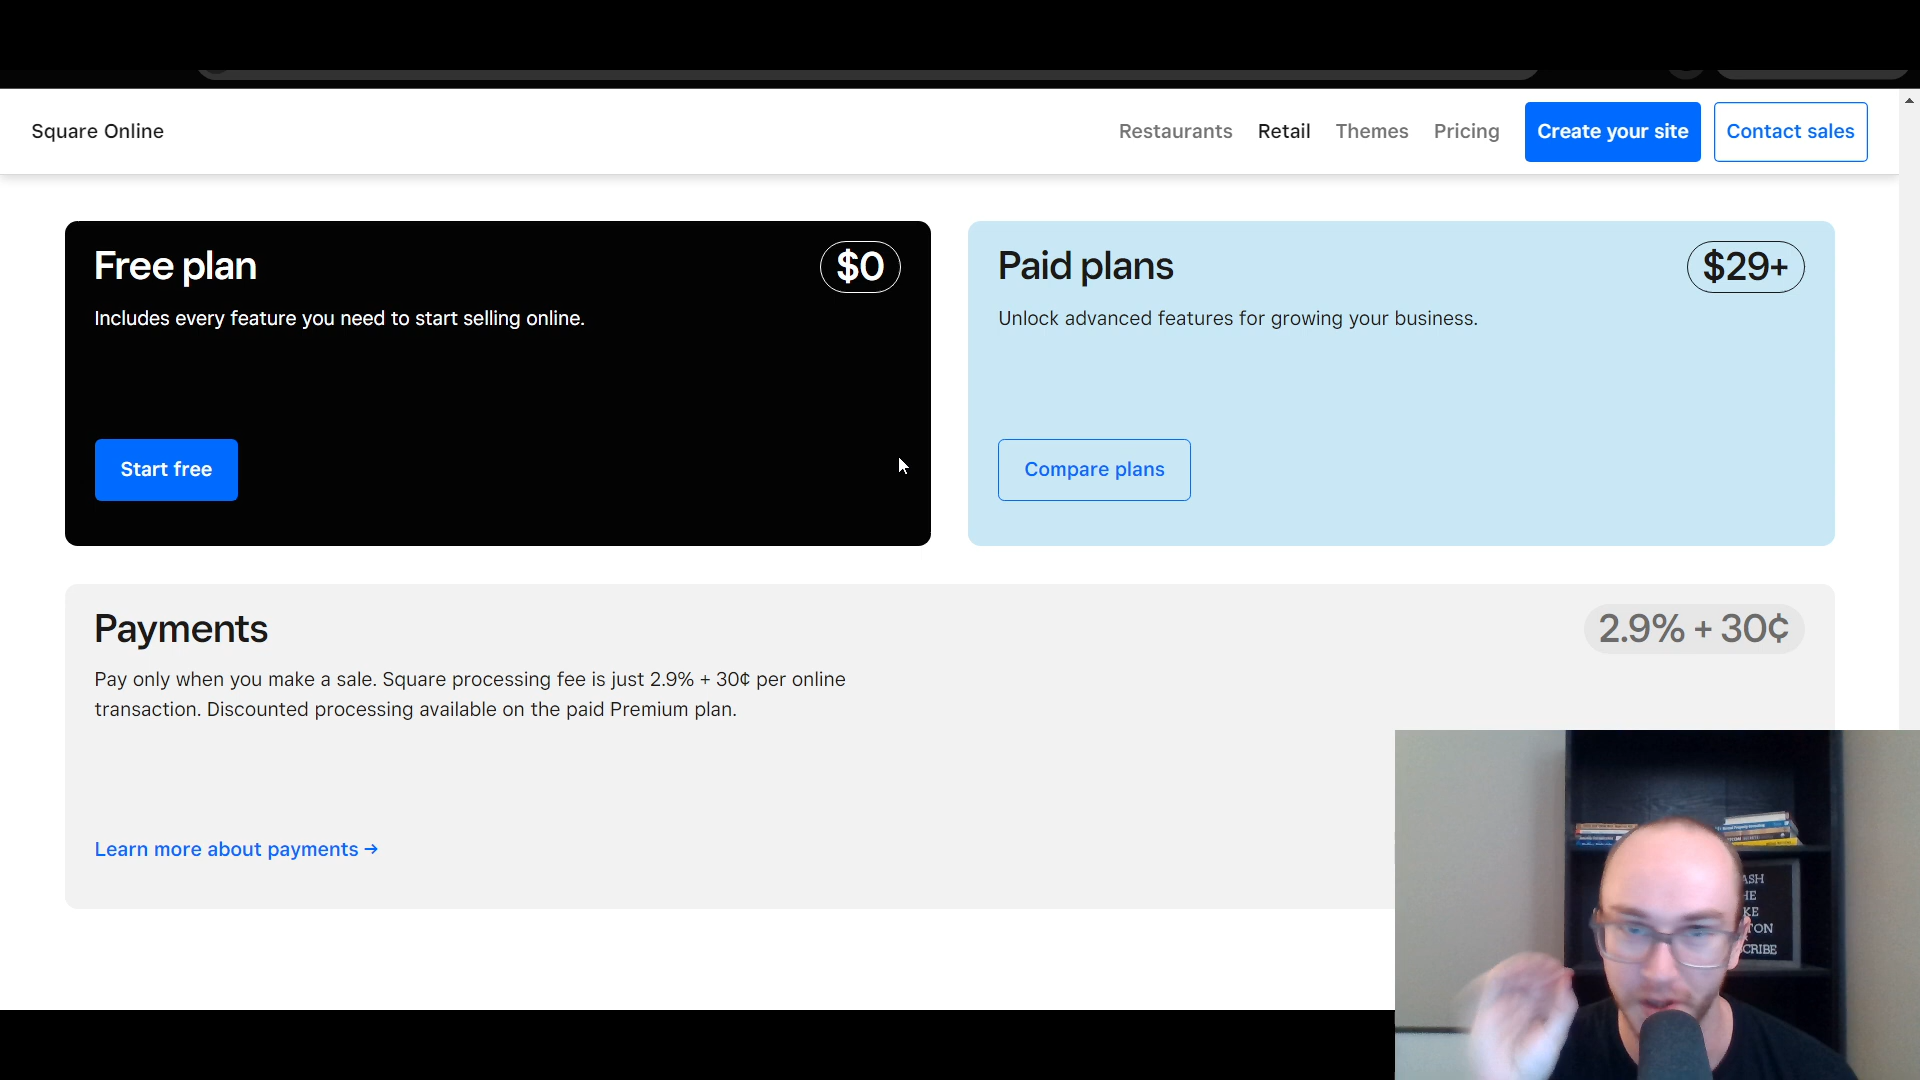 Square Online
Restaurants
Retail
Themes
Pricing
Create your site
Contact sales
Free plan
$0
Includes every feature you need to start selling online.
Start free
Paid plans
$29+
Unlock advanced features for growing your business.
Compare plans
Payments
2.9% + 30¢
Pay only when you make a sale. Square processing fee is just 2.9% + 30¢ per online
transaction. Discounted processing available on the paid Premium plan.
Learn more about payments →